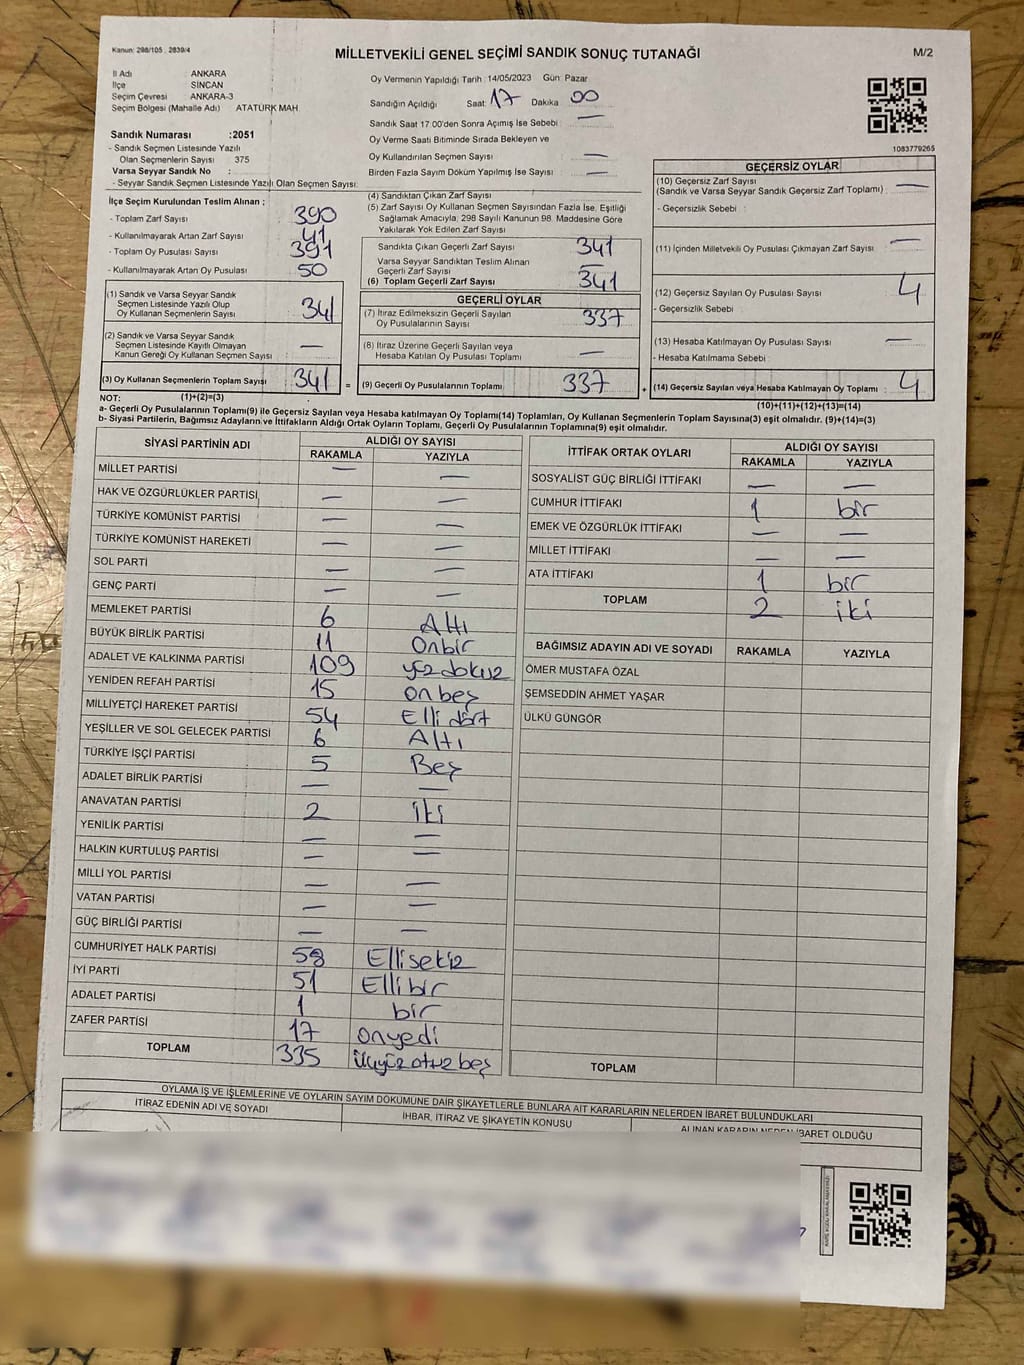 Kanun: 298/105 , 2839/4
MİLLETVEKİLİ GENEL SEÇİMİ SANDIK SONUÇ TUTANAĞI
M/2
İl Adı : ANKARA
İlçe : SİNCAN
Seçim Çevresi : ANKARA-3
Seçim Bölgesi (Mahalle Adı) ATATÜRK MAH.
Oy Vermenin Yapıldığı Tarih :14/05/2023 Gün: Pazar
Sandığın Açıldığı Saat: 17 Dakika 00
Sandık Saat 17:00'den Sonra Açımış İse Sebebi : —
Oy Verme Saati Bitiminde Sırada Bekleyen ve
Oy Kullandırılan Seçmen Sayısı : —
Birden Fazla Sayım Döküm Yapılmış İse Sayısı : —
1083779265
Sandık Numarası :2051
- Sandık Seçmen Listesinde Yazılı
Olan Seçmenlerin Sayısı : 375
Varsa Seyyar Sandık No :
- Seyyar Sandık Seçmen Listesinde Yazılı Olan Seçmen Sayısı:
İlçe Seçim Kurulundan Teslim Alınan :
- Toplam Zarf Sayısı : 390
- Kullanılmayarak Artan Zarf Sayısı : 41
- Toplam Oy Pusulası Sayısı : 391
- Kullanılmayarak Artan Oy Pusulası : 50
(1) Sandık ve Varsa Seyyar Sandık
Seçmen Listesinde Yazılı Olup
Oy Kullanan Seçmenlerin Sayısı : 341
(2) Sandık ve Varsa Seyyar Sandık
Seçmen Listesinde Kayıtlı Olmayan
Kanun Gereği Oy Kullanan Seçmen Sayısı : —
(3) Oy Kullanan Seçmenlerin Toplam Sayısı : 341 =
(4) Sandıktan Çıkan Zarf Sayısı :
(5) Zarf Sayısı Oy Kullanan Seçmen Sayısından Fazla İse, Eşitliği
Sağlamak Amacıyla; 298 Sayılı Kanunun 98. Maddesine Göre
Yakılarak Yok Edilen Zarf Sayısı :
Sandıkta Çıkan Geçerli Zarf Sayısı : 341
Varsa Seyyar Sandıktan Teslim Alınan
Geçerli Zarf Sayısı : —
(6) Toplam Geçerli Zarf Sayısı : 341
GEÇERLİ OYLAR
(7) İtiraz Edilmeksizin Geçerli Sayılan
Oy Pusulalarının Sayısı : 337
(8) İtiraz Üzerine Geçerli Sayılan veya
Hesaba Katılan Oy Pusulası Toplamı : —
(9) Geçerli Oy Pusulalarının Toplamı : 337 +
GEÇERSİZ OYLAR
(10) Geçersiz Zarf Sayısı
(Sandık ve Varsa Seyyar Sandık Geçersiz Zarf Toplamı) : —
- Geçersizlik Sebebi :
(11) İçinden Milletvekili Oy Pusulası Çıkmayan Zarf Sayısı : —
(12) Geçersiz Sayılan Oy Pusulası Sayısı : 4
- Geçersizlik Sebebi :
(13) Hesaba Katılmayan Oy Pusulası Sayısı : —
- Hesaba Katılmama Sebebi :
(14) Geçersiz Sayılan veya Hesaba Katılmayan Oy Toplamı : 4
NOT: (1)+(2)=(3)
(10)+(11)+(12)+(13)=(14)
a- Geçerli Oy Pusulalarının Toplamı(9) ile Geçersiz Sayılan veya Hesaba katılmayan Oy Toplamı(14) Toplamları, Oy Kullanan Seçmenlerin Toplam Sayısına(3) eşit olmalıdır. (9)+(14)=(3)
b- Siyasi Partilerin, Bağımsız Adayların ve İttifakların Aldığı Ortak Oyların Toplamı, Geçerli Oy Pusulalarının Toplamına(9) eşit olmalıdır.
SİYASİ PARTİNİN ADI ALDIĞI OY SAYISI
RAKAMLA YAZIYLA
MİLLET PARTİSİ — —
HAK VE ÖZGÜRLÜKLER PARTİSİ — —
TÜRKİYE KOMÜNİST PARTİSİ — —
TÜRKİYE KOMÜNİST HAREKETİ — —
SOL PARTİ — —
GENÇ PARTİ — —
MEMLEKET PARTİSİ 6 Altı
BÜYÜK BİRLİK PARTİSİ 11 Onbir
ADALET VE KALKINMA PARTİSİ 109 yüzdokuz
YENİDEN REFAH PARTİSİ 15 onbeş
MİLLİYETÇİ HAREKET PARTİSİ 54 Elli dört
YEŞİLLER VE SOL GELECEK PARTİSİ 6 Altı
TÜRKİYE İŞÇİ PARTİSİ 5 Beş
ADALET BİRLİK PARTİSİ — —
ANAVATAN PARTİSİ 2 iki
YENİLİK PARTİSİ — —
HALKIN KURTULUŞ PARTİSİ — —
MİLLİ YOL PARTİSİ — —
VATAN PARTİSİ — —
GÜÇ BİRLİĞİ PARTİSİ — —
CUMHURİYET HALK PARTİSİ 58 Ellisekiz
İYİ PARTİ 51 Ellibir
ADALET PARTİSİ 1 bir
ZAFER PARTİSİ 17 onyedi
TOPLAM 335 üçyüz otuz beş
İTTİFAK ORTAK OYLARI ALDIĞI OY SAYISI
RAKAMLA YAZIYLA
SOSYALİST GÜÇ BİRLİĞİ İTTİFAKI — —
CUMHUR İTTİFAKI 1 bir
EMEK VE ÖZGÜRLÜK İTTİFAKI — —
MİLLET İTTİFAKI — —
ATA İTTİFAKI 1 bir
TOPLAM 2 iki
BAĞIMSIZ ADAYIN ADI VE SOYADI RAKAMLA YAZIYLA
ÖMER MUSTAFA ÖZAL
ŞEMSEDDİN AHMET YAŞAR
ÜLKÜ GÜNGÖR
TOPLAM
OYLAMA İŞ VE İŞLEMLERİNE VE OYLARIN SAYIM DÖKÜMÜNE DAİR ŞİKAYETLERLE BUNLARA AİT KARARLARIN NELERDEN İBARET BULUNDUKLARI
İTİRAZ EDENİN ADI VE SOYADI
İHBAR, İTİRAZ VE ŞİKAYETİN KONUSU
ALINAN KARARIN NEDEN İBARET OLDUĞU